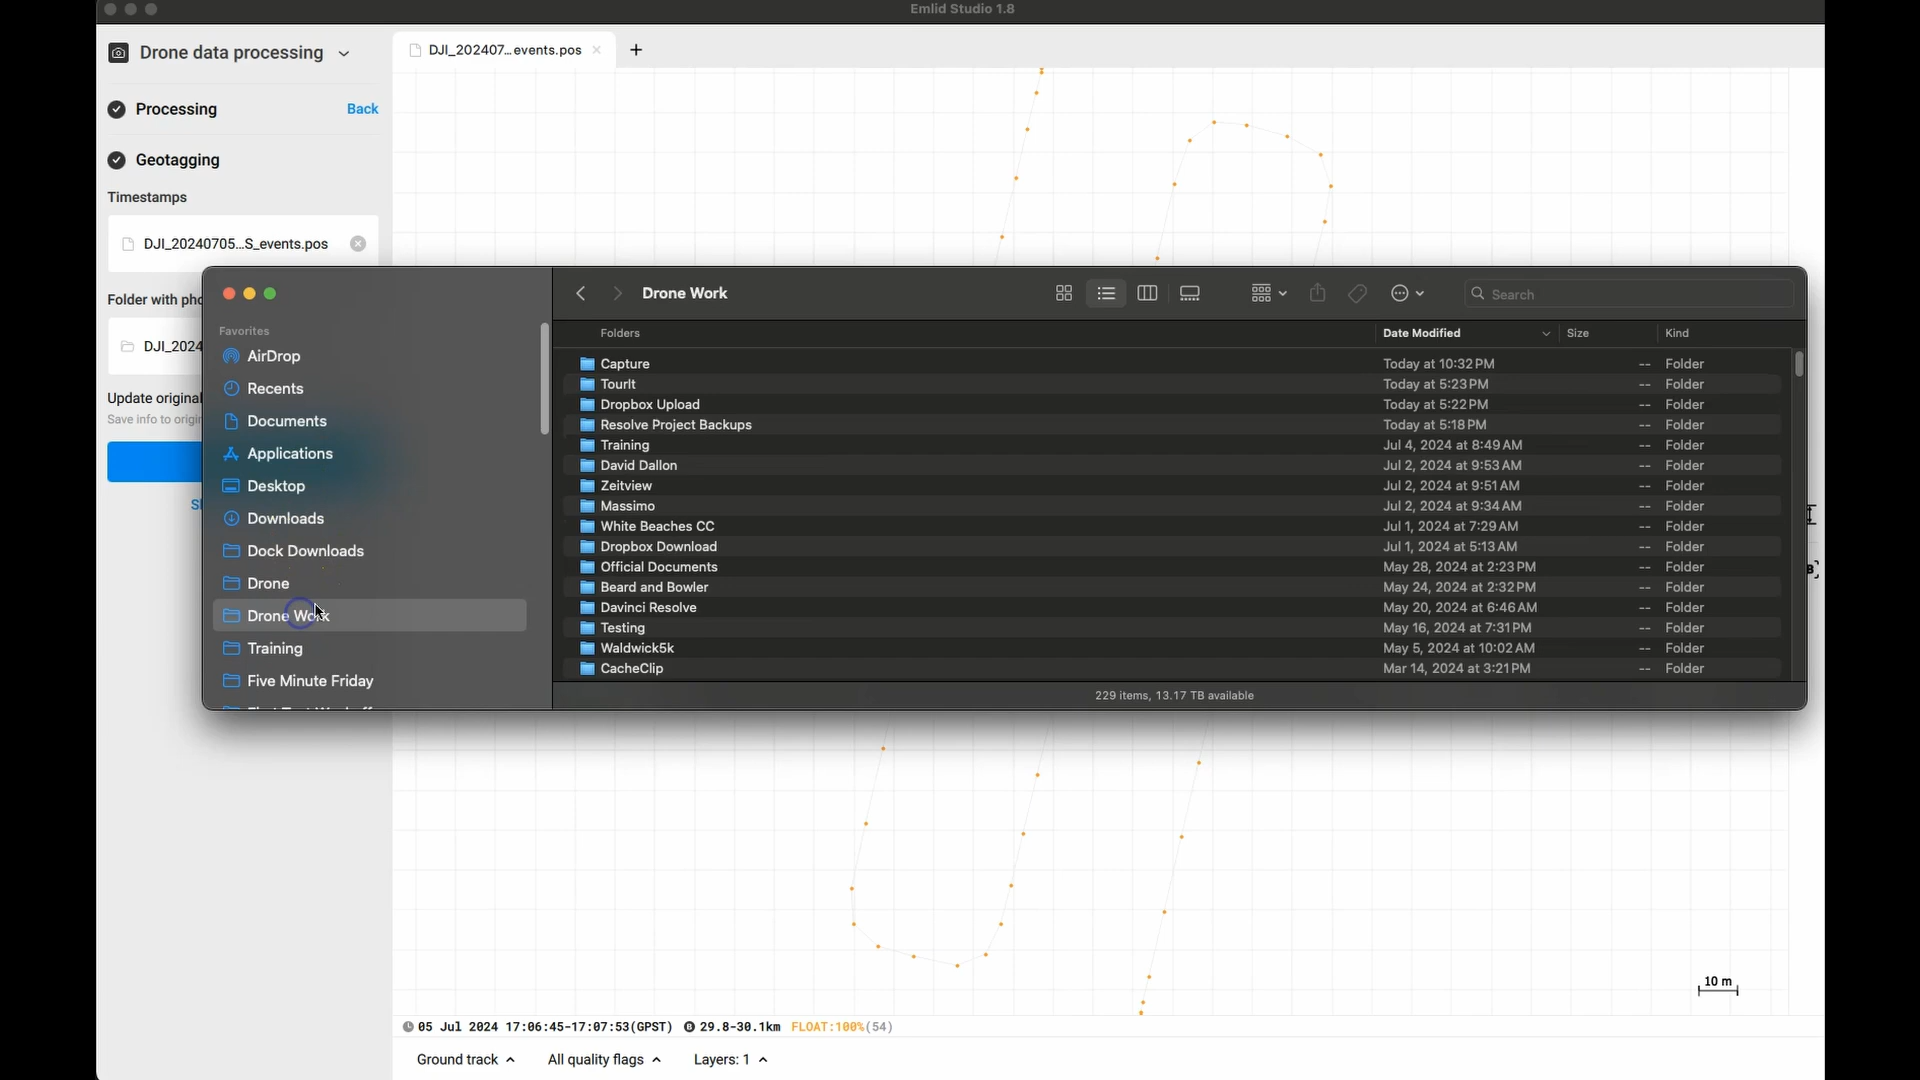 Emlid Studio 1.8
Drone data processing
DJI_202407...events.pos
Processing
Back
Geotagging
Timestamps
DJI_20240705...S_events.pos
Folder with pho
DJI_2024
Update original
Save info to origin
Favorites
AirDrop
Recents
Documents
Applications
Desktop
Downloads
Dock Downloads
Drone
Drone Work
Training
Five Minute Friday
Drone Work
Search
Folders Date Modified Size Kind
Capture Today at 10:32 PM -- Folder
TourIt Today at 5:23 PM -- Folder
Dropbox Upload Today at 5:22 PM -- Folder
Resolve Project Backups Today at 5:18 PM -- Folder
Training Jul 4, 2024 at 8:49 AM -- Folder
David Dallon Jul 2, 2024 at 9:53 AM -- Folder
Zeitview Jul 2, 2024 at 9:51 AM -- Folder
Massimo Jul 2, 2024 at 9:34 AM -- Folder
White Beaches CC Jul 1, 2024 at 7:29 AM -- Folder
Dropbox Download Jul 1, 2024 at 5:13 AM -- Folder
Official Documents May 28, 2024 at 2:23 PM -- Folder
Beard and Bowler May 24, 2024 at 2:32 PM -- Folder
Davinci Resolve May 20, 2024 at 6:46 AM -- Folder
Testing May 16, 2024 at 7:31 PM -- Folder
Waldwick5k May 5, 2024 at 10:02 AM -- Folder
CacheClip Mar 14, 2024 at 3:21 PM -- Folder
229 items, 13.17 TB available
10 m
05 Jul 2024 17:06:45-17:07:53(GPST) B 29.8-30.1km FLOAT:100%(54)
Ground track All quality flags Layers: 1